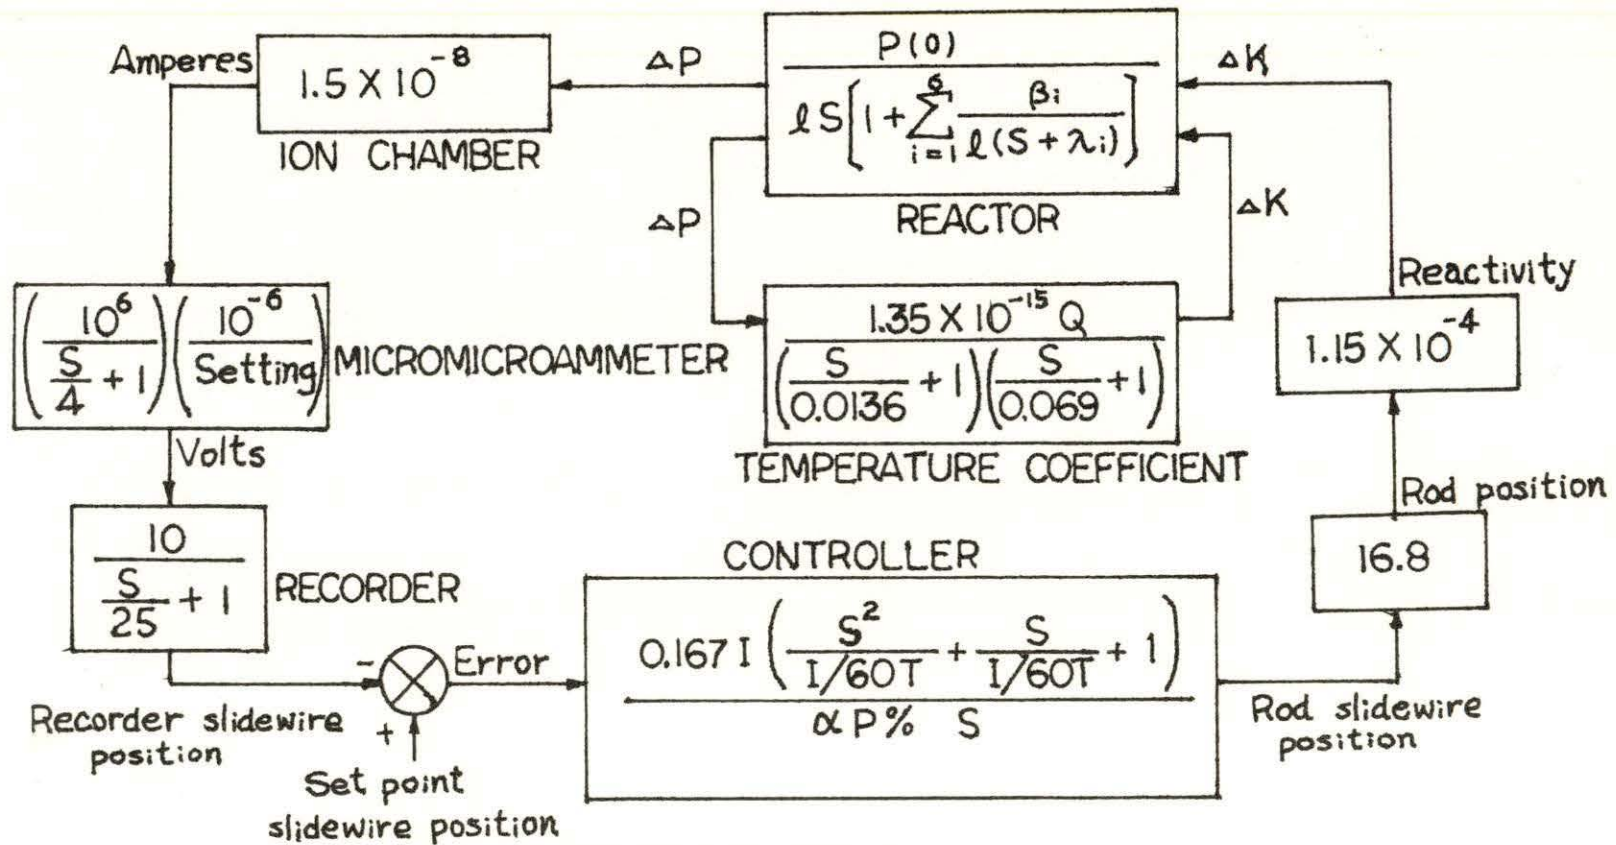 Amperes
1.5 X 10^-8
ION CHAMBER
ΔP
P(0)
ℓ S[1 + Σ_{i=1}^{6} βi / ℓ(S + λi)]
REACTOR
ΔK
ΔP
ΔK
(10^6 / (S/4 + 1)) (10^-6 / Setting)
MICROMICROAMMETER
1.35 X 10^-15 Q
(S/0.0136 + 1)(S/0.069 + 1)
TEMPERATURE COEFFICIENT
Reactivity
1.15 X 10^-4
Volts
Rod position
10
S/25 + 1
RECORDER
CONTROLLER
16.8
- Error
0.167 I (S^2 / I/60T + S / I/60T + 1)
∝ P% S
Recorder slidewire
position
+
Set point
slidewire position
Rod slidewire
position